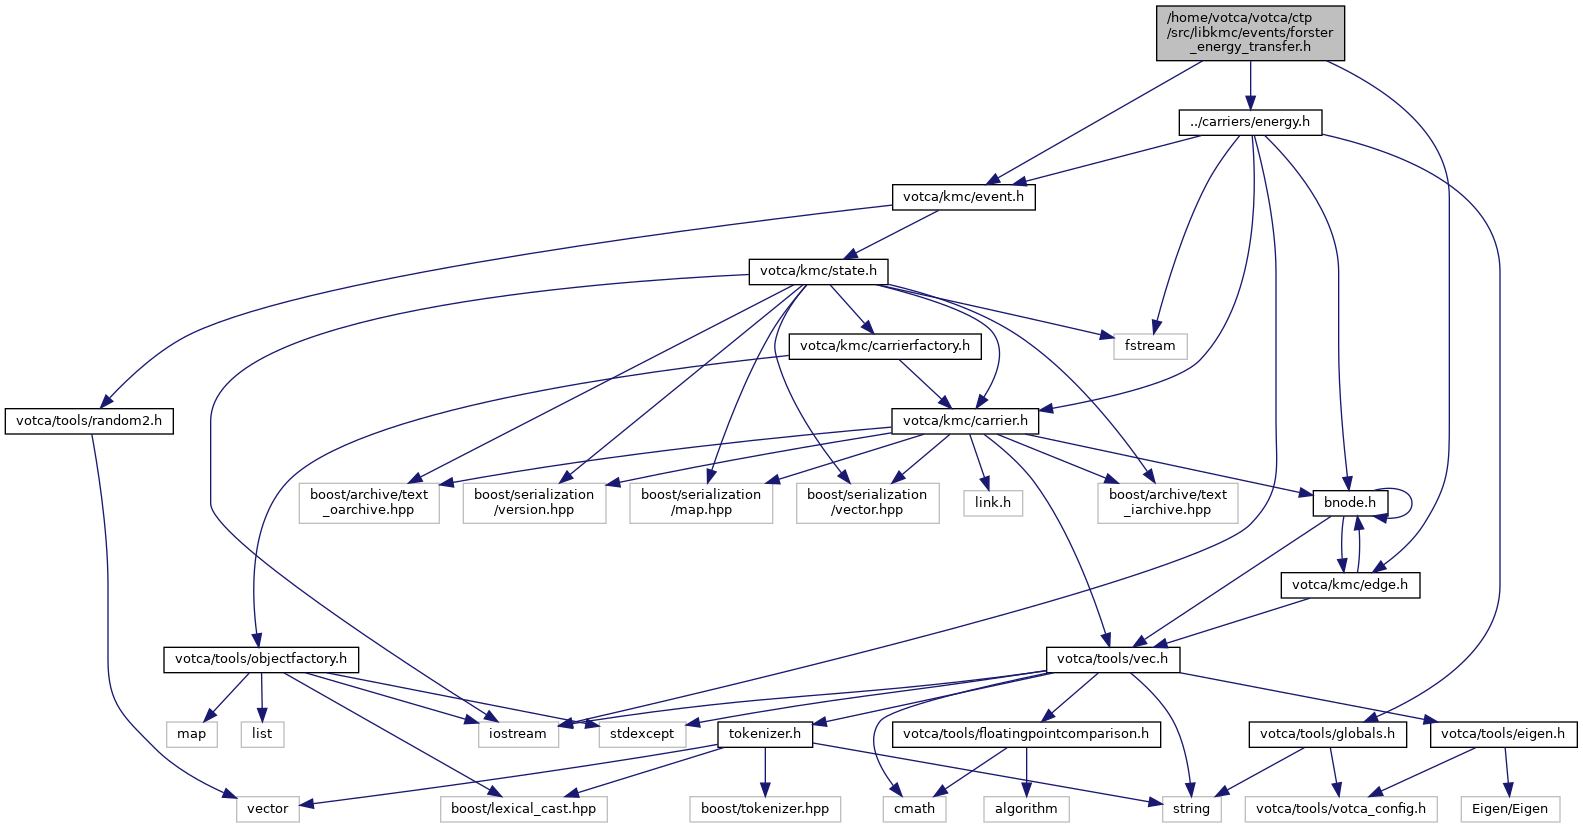 /home/votca/votca/ctp
/src/libkmc/events/forster
_energy_transfer.h
../carriers/energy.h
votca/kmc/event.h
votca/kmc/state.h
votca/kmc/carrierfactory.h
fstream
votca/tools/random2.h
votca/kmc/carrier.h
boost/archive/text
_oarchive.hpp
boost/serialization
/version.hpp
boost/serialization
/map.hpp
boost/serialization
/vector.hpp
link.h
boost/archive/text
_iarchive.hpp
bnode.h
votca/kmc/edge.h
votca/tools/objectfactory.h
votca/tools/vec.h
map
list
iostream
stdexcept
tokenizer.h
votca/tools/floatingpointcomparison.h
votca/tools/globals.h
votca/tools/eigen.h
vector
boost/lexical_cast.hpp
boost/tokenizer.hpp
cmath
algorithm
string
votca/tools/votca_config.h
Eigen/Eigen